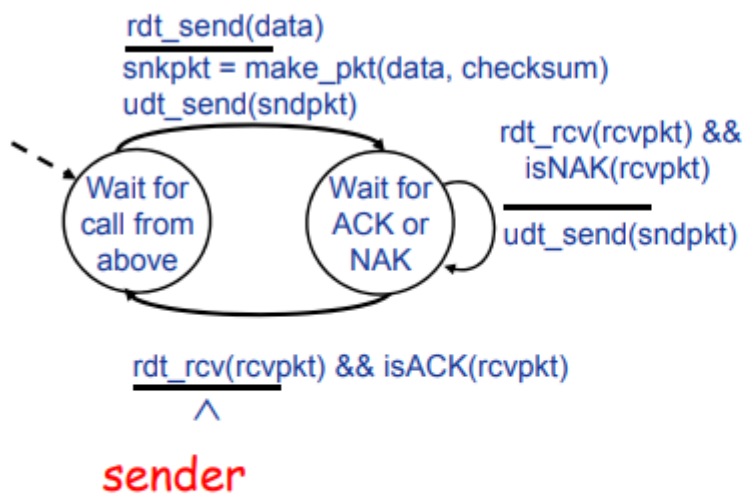 rdt_send(data)
snkpkt = make_pkt(data, checksum)
udt_send(sndpkt)
rdt_rcv(rcvpkt) &&
isNAK(rcvpkt)
udt_send(sndpkt)
Wait for
call from
above
Wait for
ACK or
NAK
rdt_rcv(rcvpkt) && isACK(rcvpkt)
Λ
sender